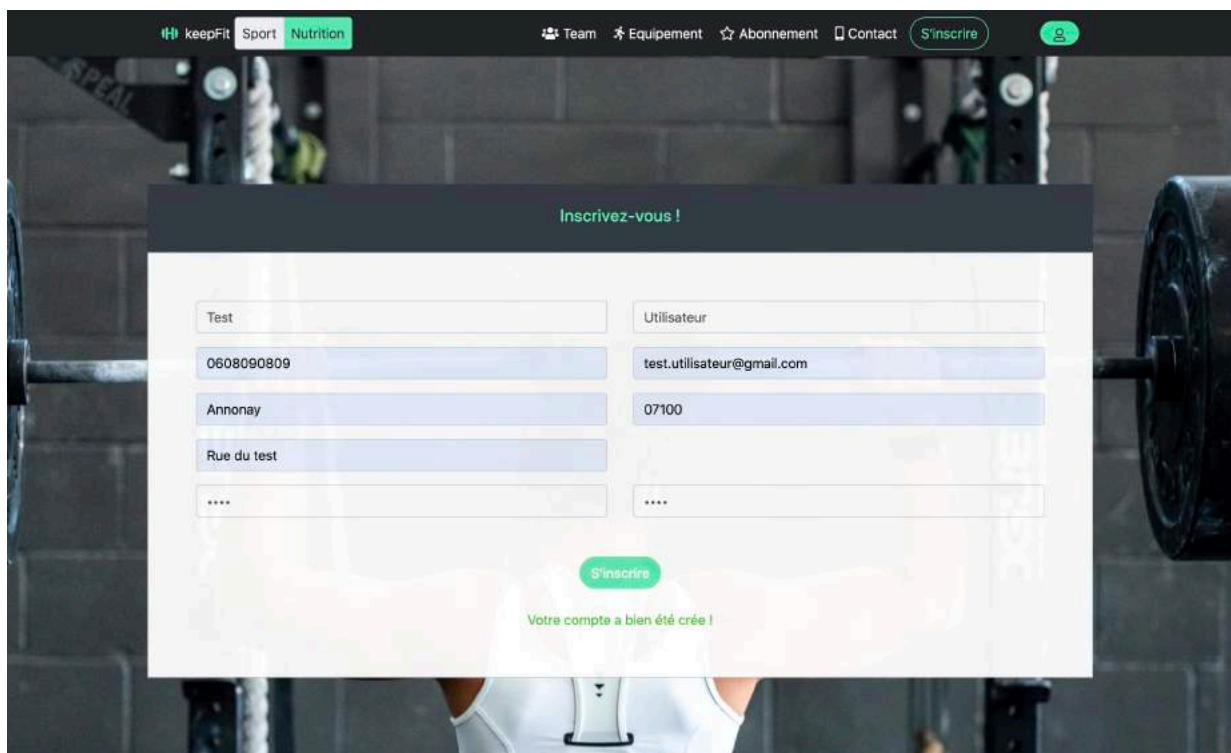 keepFit Sport Nutrition Team Equipement Abonnement Contact S'inscrire
SPEAL
Inscrivez-vous !
Test Utilisateur
0608090809 test.utilisateur@gmail.com
Annonay 07100
Rue du test
•••• ••••
S'inscrire
Votre compte a bien été crée !